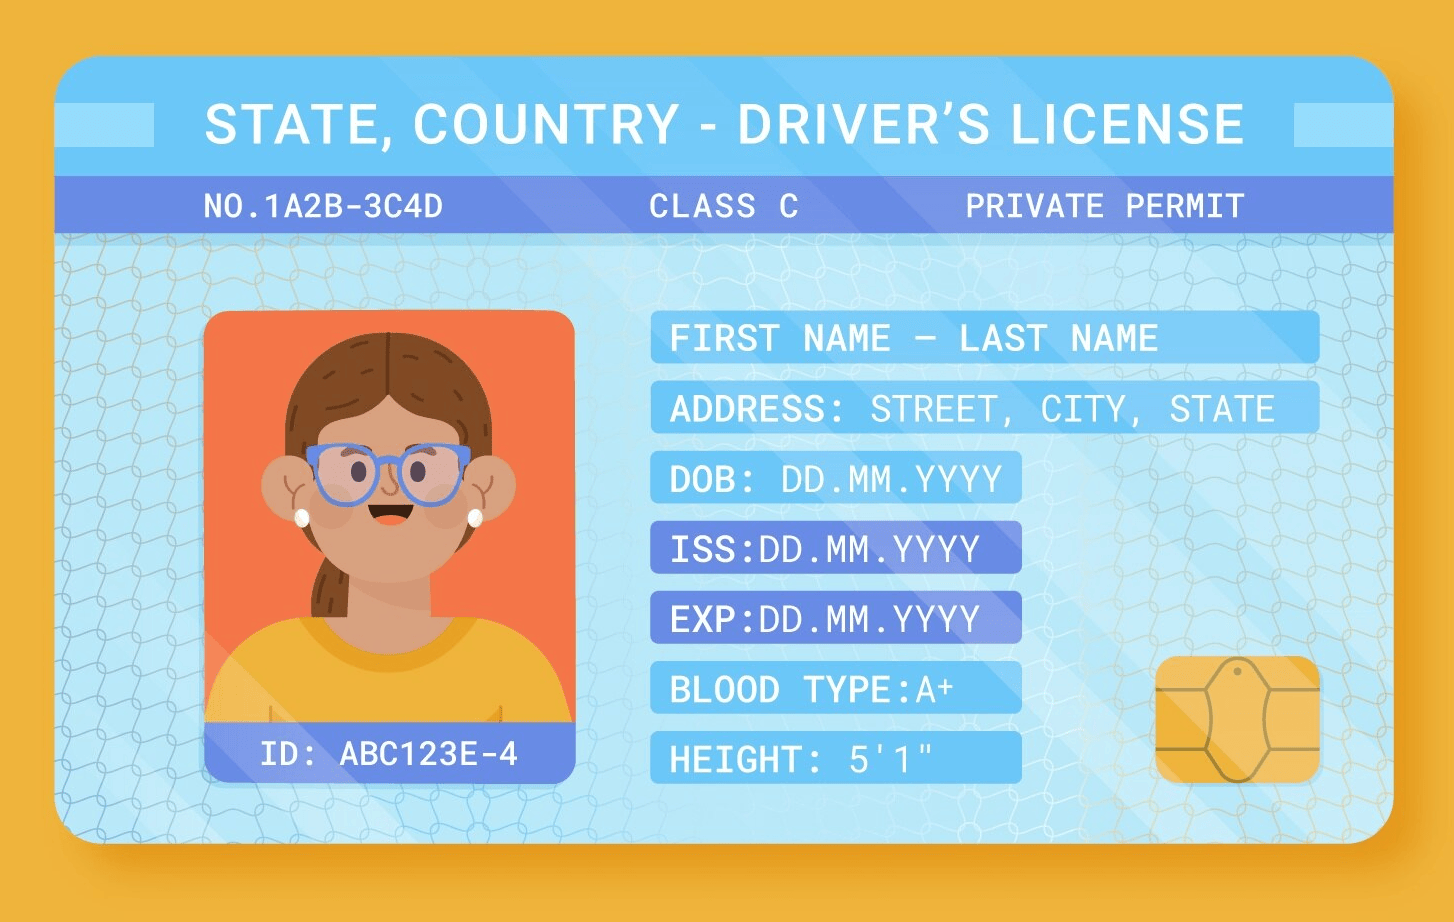 STATE, COUNTRY - DRIVER’S LICENSE
NO.1A2B-3C4D CLASS C PRIVATE PERMIT
FIRST NAME – LAST NAME
ADDRESS: STREET, CITY, STATE
DOB: DD.MM.YYYY
ISS:DD.MM.YYYY
EXP:DD.MM.YYYY
BLOOD TYPE:A+
HEIGHT: 5'1"
ID: ABC123E-4